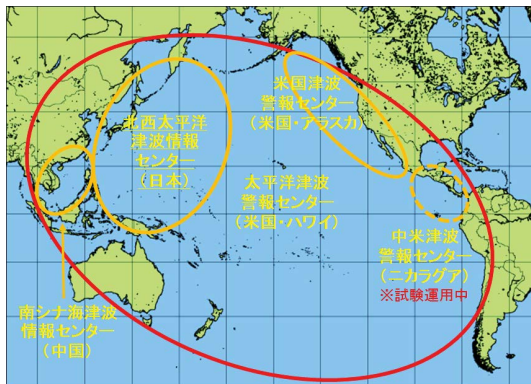 米国津波
警報センター
(米国・アラスカ)
北西太平洋
津波情報
センター
(日本)
太平洋津波
警報センター
(米国・ハワイ)
中米津波
警報センター
(ニカラグア)
※試験運用中
南シナ海津波
情報センター
(中国)